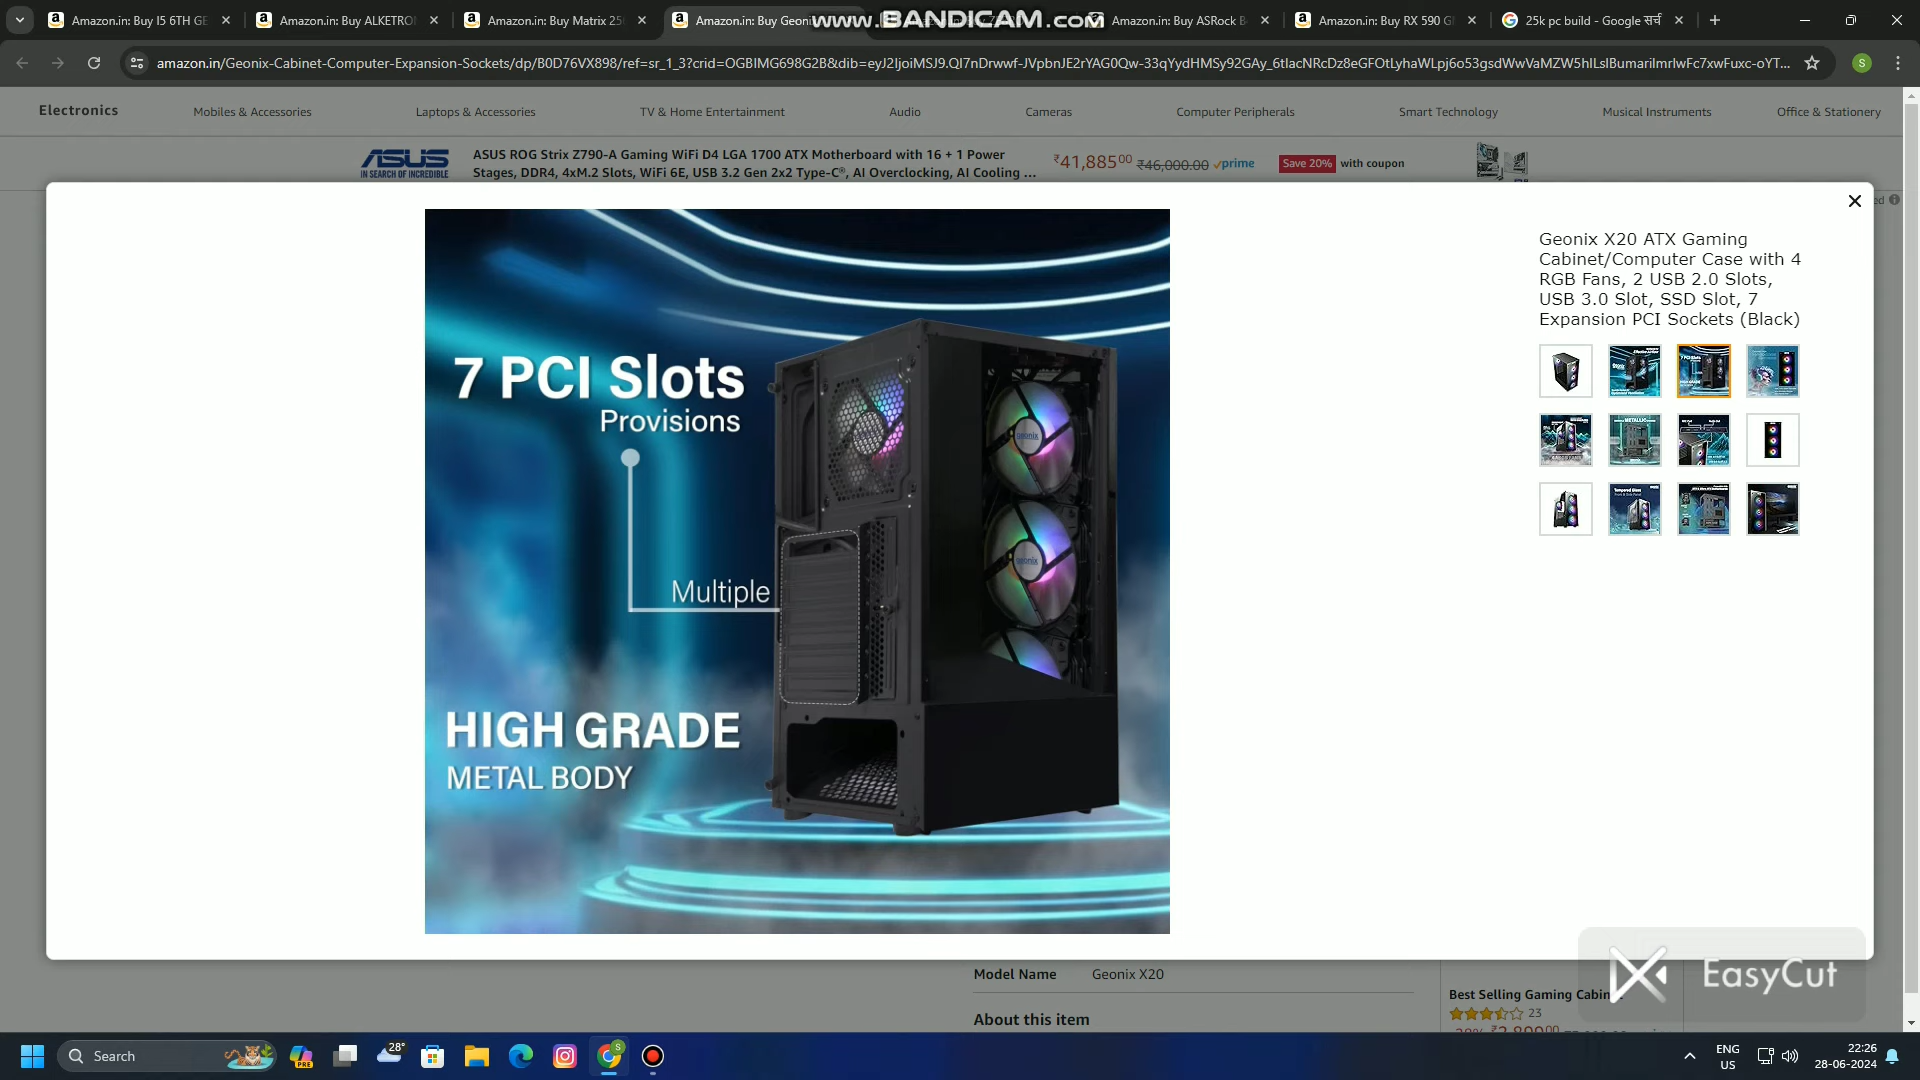 Amazon.in: Buy I5 6TH GE
Amazon.in: Buy ALKETRON
Amazon.in: Buy Matrix 25
Amazon.in: Buy Geoni
www.BANDICAM.com
Amazon.in: Buy ASRock B
Amazon.in: Buy RX 590 G
25k pc build - Google सर्च
amazon.in/Geonix-Cabinet-Computer-Expansion-Sockets/dp/B0D76VX898/ref=sr_1_3?crid=OGBIMG698G2B&dib=
S
Electronics
Mobiles & Accessories
Laptops & Accessories
TV & Home Entertainment
Audio
Cameras
Computer Peripherals
Smart Technology
Musical Instruments
Office & Stationery
ASUS
IN SEARCH OF INCREDIBLE
ASUS ROG Strix Z790-A Gaming WiFi D4 LGA 1700 ATX Motherboard with 16 + 1 Power
Stages, DDR4, 4xM.2 Slots, WiFi 6E, USB 3.2 Gen 2x2 Type-C®, AI Overclocking, AI Cooling ...
₹41,885⁰⁰ ₹46,000.00 ✓prime
Save 20% with coupon
Geonix X20 ATX Gaming
Cabinet/Computer Case with 4
RGB Fans, 2 USB 2.0 Slots,
USB 3.0 Slot, SSD Slot, 7
Expansion PCI Sockets (Black)
7 PCI Slots
Provisions
Multiple
geonix
geonix
HIGH GRADE
METAL BODY
Model Name Geonix X20
About this item
Best Selling Gaming Cabin
23
EasyCut
Search
PRE
28°
S
ENG
US
22:26
28-06-2024